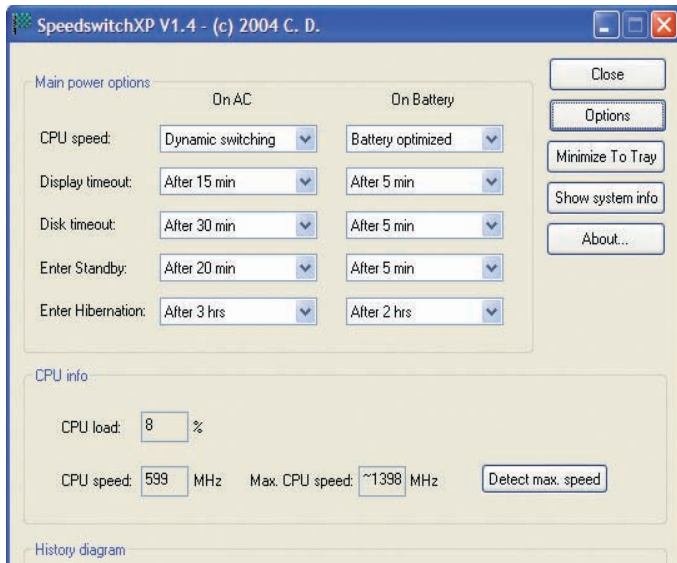 SpeedswitchXP V1.4 - (c) 2004 C. D.
Main power options
On AC On Battery
CPU speed: Dynamic switching Battery optimized
Display timeout: After 15 min After 5 min
Disk timeout: After 30 min After 5 min
Enter Standby: After 20 min After 5 min
Enter Hibernation: After 3 hrs After 2 hrs
Close
Options
Minimize To Tray
Show system info
About...
CPU info
CPU load: 8 %
CPU speed: 599 MHz Max. CPU speed: ~1398 MHz Detect max. speed
History diagram